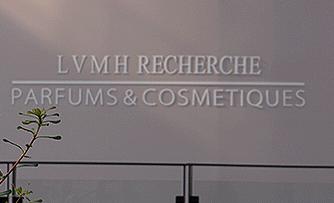 LVMH RECHERCHE
PARFUMS & COSMETIQUES